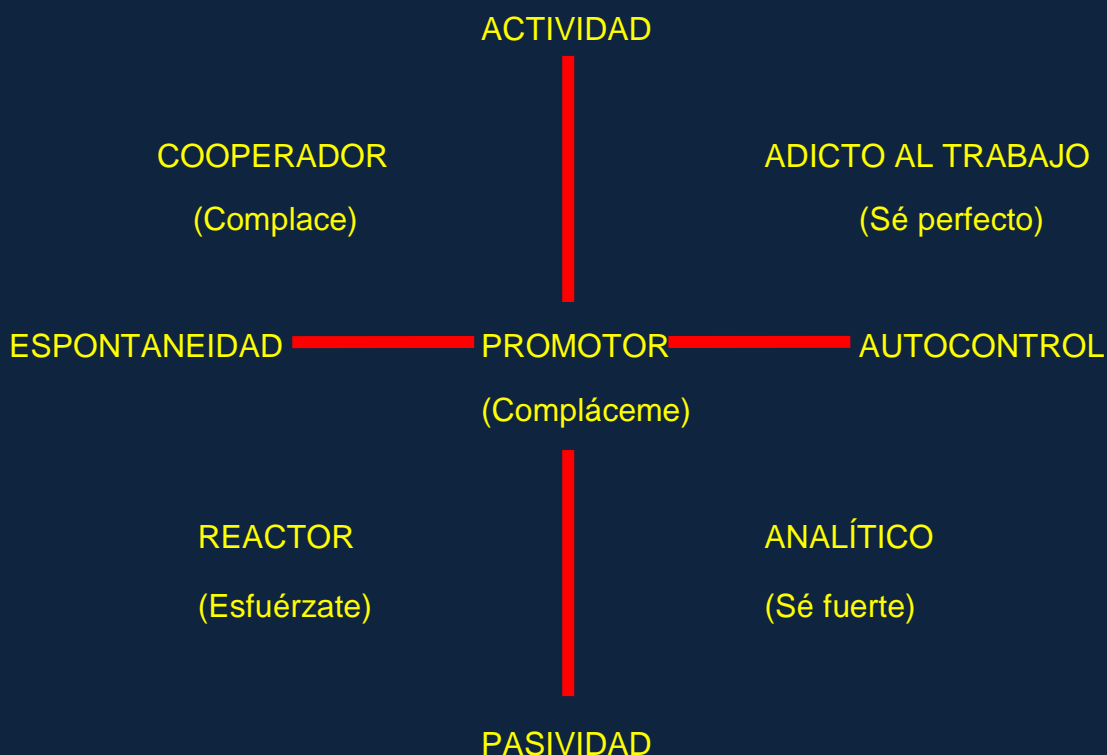 ACTIVIDAD
COOPERADOR ADICTO AL TRABAJO
(Complace) (Sé perfecto)
ESPONTANEIDAD PROMOTOR AUTOCONTROL
(Compláceme)
REACTOR ANALÍTICO
(Esfuérzate) (Sé fuerte)
PASIVIDAD